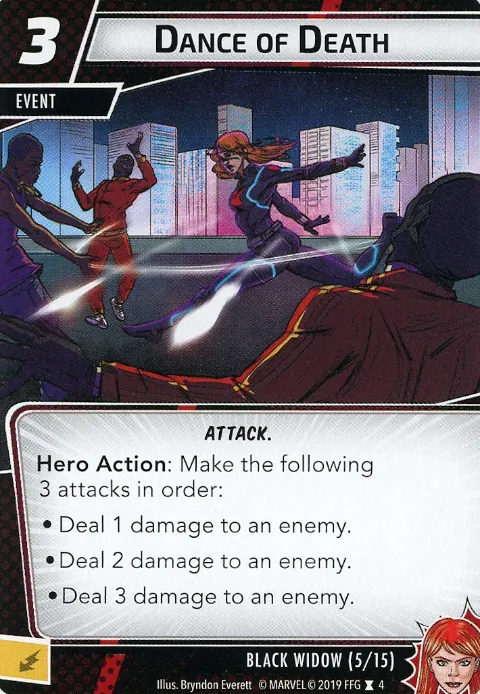 3
DANCE OF DEATH
EVENT
ATTACK.
Hero Action: Make the following
3 attacks in order:
• Deal 1 damage to an enemy.
• Deal 2 damage to an enemy.
• Deal 3 damage to an enemy.
BLACK WIDOW (5/15)
Illus. Bryndon Everett © MARVEL © 2019 FFG 4